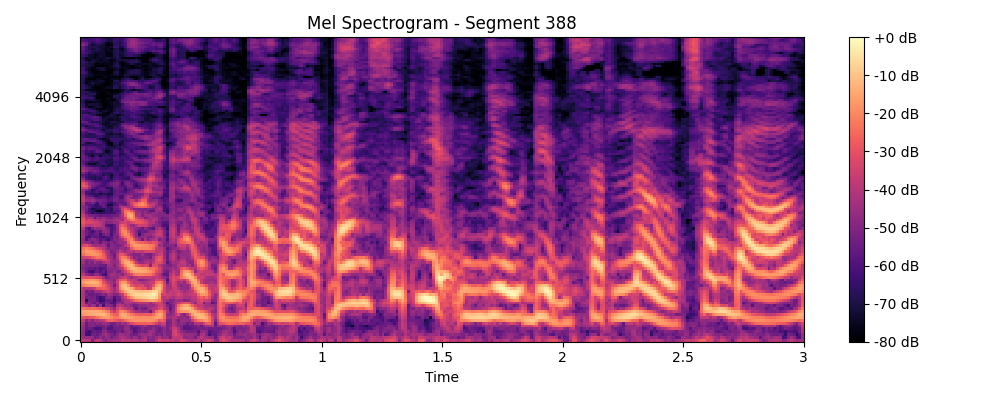 Mel Spectrogram - Segment 388
Frequency
4096
2048
1024
512
0
0
0.5
1
1.5
2
2.5
3
Time
+0 dB
-10 dB
-20 dB
-30 dB
-40 dB
-50 dB
-60 dB
-70 dB
-80 dB